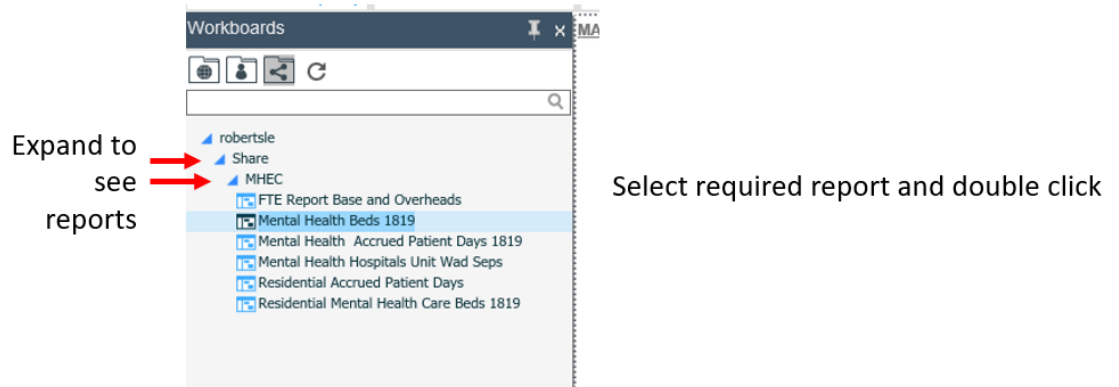 Workboards
MA
robertsle
Share
MHEC
FTE Report Base and Overheads
Mental Health Beds 1819
Mental Health  Accrued Patient Days 1819
Mental Health Hospitals Unit Wad Seps
Residential Accrued Patient Days
Residential Mental Health Care Beds 1819
Expand to
see
reports
Select required report and double click